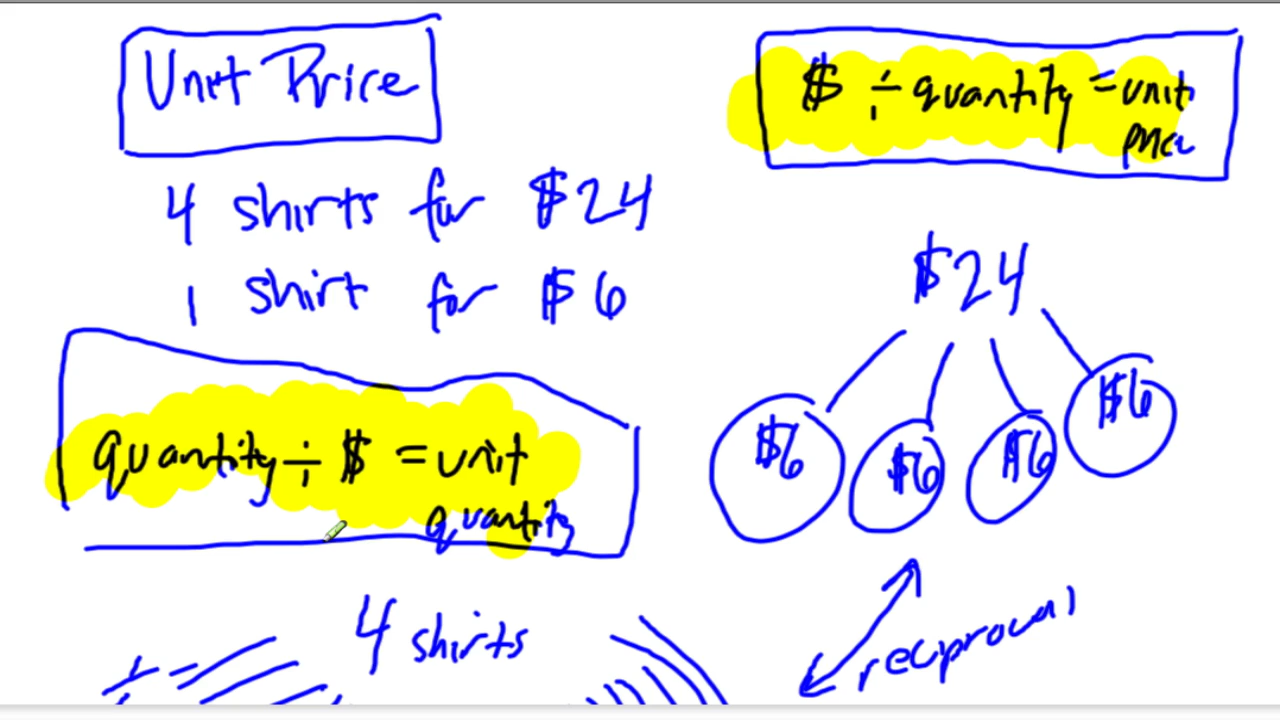 Unit Price
$ ÷ quantity = unit
price
4 shirts for $24
1 shirt for $6
$24
$6 $6 $6 $6
quantity ÷ $ = unit
quantity
4 shirts
reciprocal